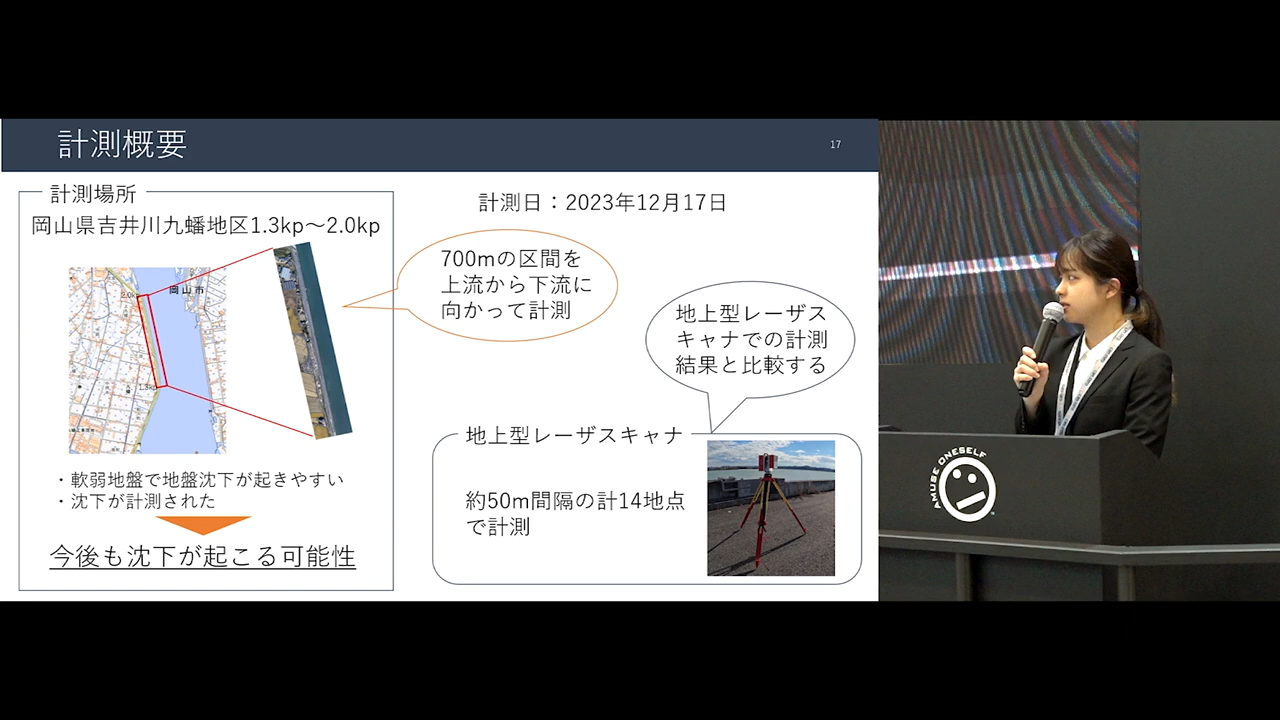 計測概要
17
計測場所
岡山県吉井川九蟠地区1.3kp～2.0kp
岡山市
2.0k
1.3k
・軟弱地盤で地盤沈下が起きやすい
・沈下が計測された
今後も沈下が起こる可能性
計測日：2023年12月17日
700mの区間を
上流から下流に
向かって計測
地上型レーザス
キャナでの計測
結果と比較する
地上型レーザスキャナ
約50m間隔の計14地点
で計測
AMUSE ONESELF